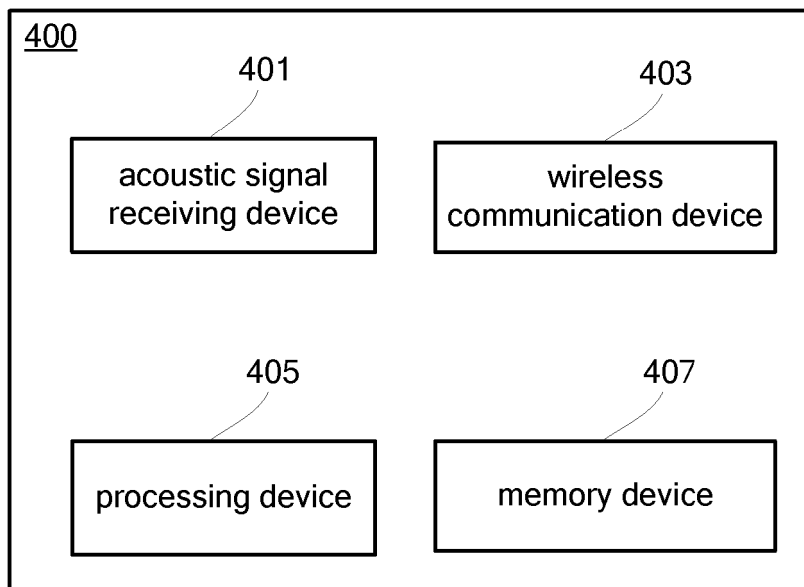 400
401
403
acoustic signal
receiving device
wireless
communication device
405
407
processing device
memory device